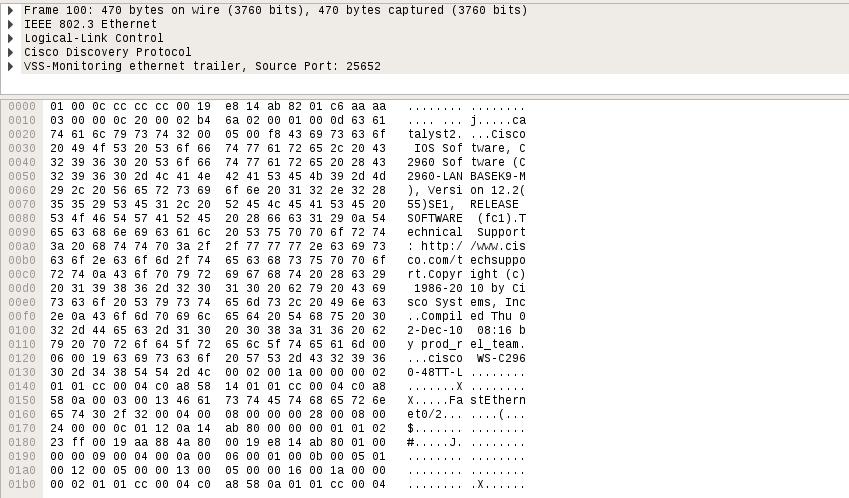 Frame 100: 470 bytes on wire (3760 bits), 470 bytes captured (3760 bits)
IEEE 802.3 Ethernet
Logical-Link Control
Cisco Discovery Protocol
VSS-Monitoring ethernet trailer, Source Port: 25652
0000 01 00 0c cc cc cc 00 19 e8 14 ab 82 01 c6 aa aa ........ ........
0010 03 00 00 0c 20 00 02 b4 6a 02 00 01 00 0d 63 61 .... ... j.....ca
0020 74 61 6c 79 73 74 32 00 05 00 f8 43 69 73 63 6f talyst2. ...Cisco
0030 20 49 4f 53 20 53 6f 66 74 77 61 72 65 2c 20 43 IOS Sof tware, C
0040 32 39 36 30 20 53 6f 66 74 77 61 72 65 20 28 43 2960 Sof tware (C
0050 32 39 36 30 2d 4c 41 4e 42 41 53 45 4b 39 2d 4d 2960-LAN BASEK9-M
0060 29 2c 20 56 65 72 73 69 6f 6e 20 31 32 2e 32 28 ), Versi on 12.2(
0070 35 35 29 53 45 31 2c 20 52 45 4c 45 41 53 45 20 55)SE1, RELEASE
0080 53 4f 46 54 57 41 52 45 20 28 66 63 31 29 0a 54 SOFTWARE (fc1).T
0090 65 63 68 6e 69 63 61 6c 20 53 75 70 70 6f 72 74 echnical Support
00a0 3a 20 68 74 74 70 3a 2f 2f 77 77 77 2e 63 69 73 : http:/ /www.cis
00b0 63 6f 2e 63 6f 6d 2f 74 65 63 68 73 75 70 70 6f co.com/t echsuppo
00c0 72 74 0a 43 6f 70 79 72 69 67 68 74 20 28 63 29 rt.Copyr ight (c)
00d0 20 31 39 38 36 2d 32 30 31 30 20 62 79 20 43 69 1986-20 10 by Ci
00e0 73 63 6f 20 53 79 73 74 65 6d 73 2c 20 49 6e 63 sco Syst ems, Inc
00f0 2e 0a 43 6f 6d 70 69 6c 65 64 20 54 68 75 20 30 ..Compil ed Thu 0
0100 32 2d 44 65 63 2d 31 30 20 30 38 3a 31 36 20 62 2-Dec-10 08:16 b
0110 79 20 70 72 6f 64 5f 72 65 6c 5f 74 65 61 6d 00 y prod_r el_team.
0120 06 00 19 63 69 73 63 6f 20 57 53 2d 43 32 39 36 ...cisco WS-C296
0130 30 2d 34 38 54 54 2d 4c 00 02 00 1a 00 00 00 02 0-48TT-L ........
0140 01 01 cc 00 04 c0 a8 58 14 01 01 cc 00 04 c0 a8 .......X ........
0150 58 0a 00 03 00 13 46 61 73 74 45 74 68 65 72 6e X.....Fa stEthern
0160 65 74 30 2f 32 00 04 00 08 00 00 00 28 00 08 00 et0/2... ....(...
0170 24 00 00 0c 01 12 0a 14 ab 80 00 00 00 01 01 02 $....... ........
0180 23 ff 00 19 aa 88 4a 80 00 19 e8 14 ab 80 01 00 #.....J. ........
0190 00 00 09 00 04 00 0a 00 06 00 01 00 0b 00 05 01 ........ ........
01a0 00 12 00 05 00 00 13 00 05 00 00 16 00 1a 00 00 ........ ........
01b0 00 02 01 01 cc 00 04 c0 a8 58 0a 01 01 cc 00 04 ........ .X......